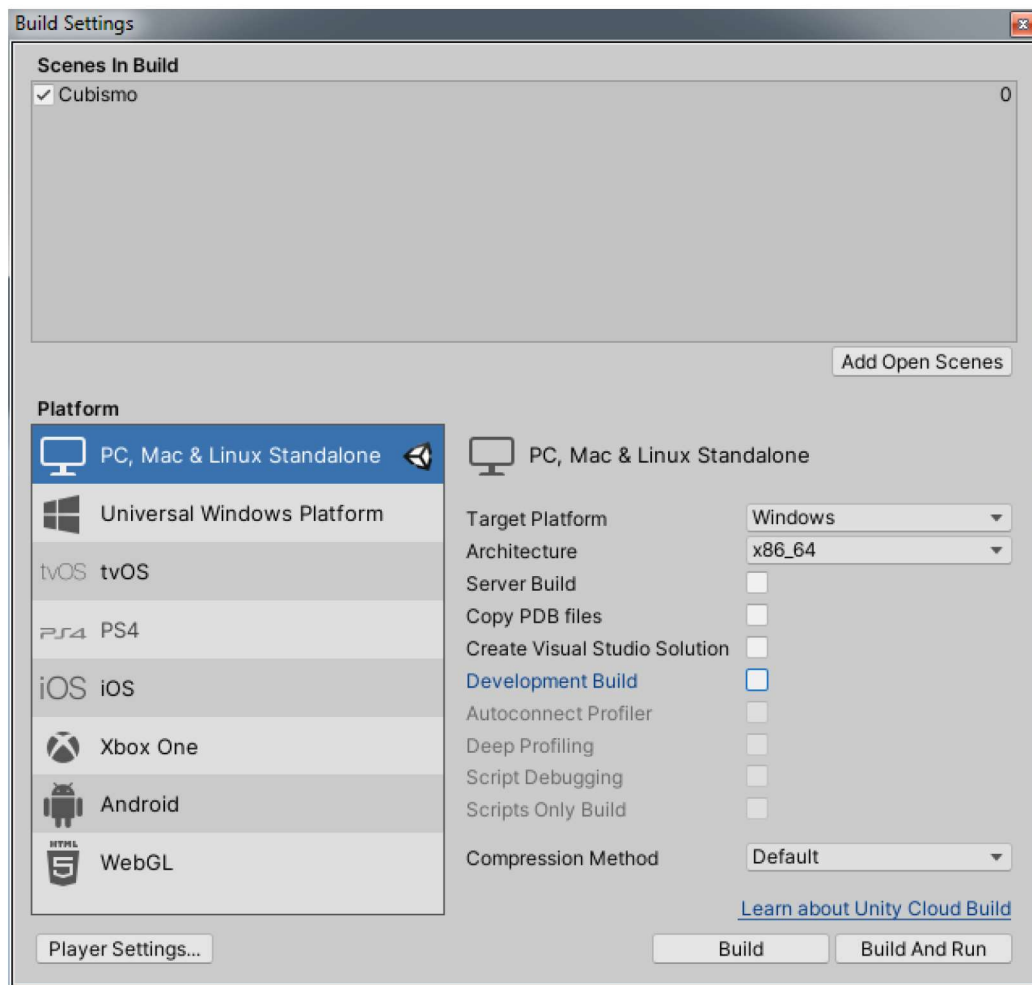 Build Settings
Scenes In Build
Cubismo 0
Add Open Scenes
Platform
PC, Mac & Linux Standalone
Universal Windows Platform
tvOS tvOS
PS4 PS4
iOS iOS
Xbox One
Android
HTML 5 WebGL
PC, Mac & Linux Standalone
Target Platform Windows
Architecture x86_64
Server Build
Copy PDB files
Create Visual Studio Solution
Development Build
Autoconnect Profiler
Deep Profiling
Script Debugging
Scripts Only Build
Compression Method Default
Learn about Unity Cloud Build
Player Settings... Build Build And Run